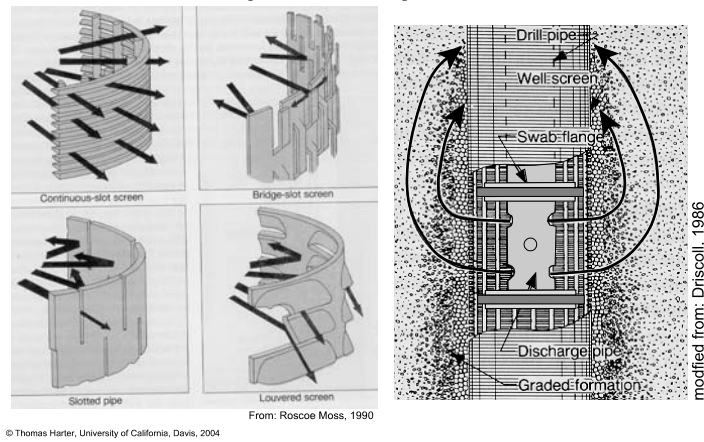 Continuous-slot screen
Bridge-slot screen
Slotted pipe
Louvered screen
From: Roscoe Moss, 1990
© Thomas Harter, University of California, Davis, 2004
Drill pipe
Well screen
Swab flange
Discharge pipe
Graded formation
modfied from: Driscoll. 1986